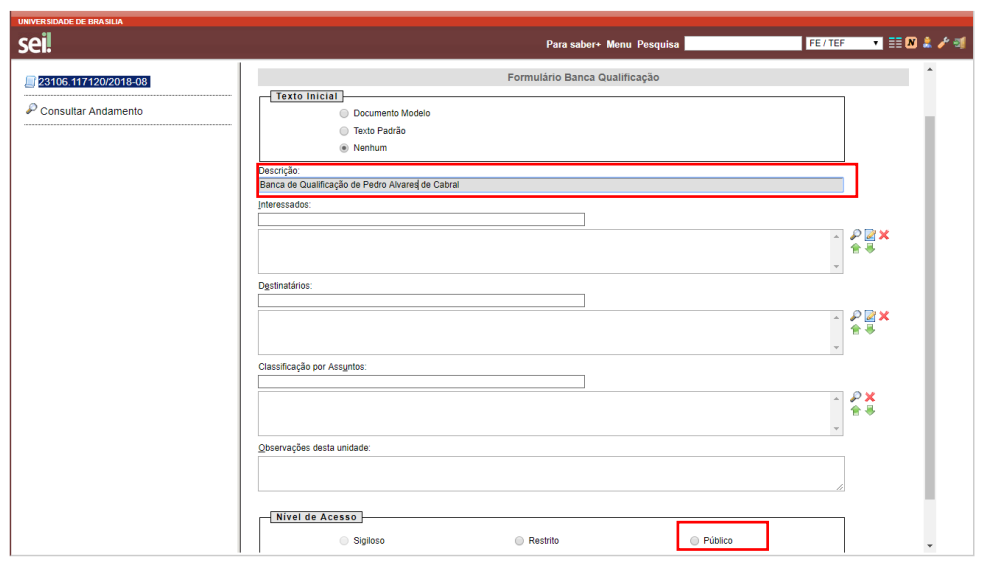 UNIVERSIDADE DE BRASILIA
sei!
Para saber+ Menu Pesquisa FE / TEF N
23106.117120/2018-08
Consultar Andamento
Formulário Banca Qualificação
Texto Inicial
Documento Modelo
Texto Padrão
Nenhum
Descrição:
Banca de Qualificação de Pedro Alvares de Cabral
Interessados:
Destinatários:
Classificação por Assuntos:
Observações desta unidade:
Nível de Acesso
Sigiloso Restrito Público